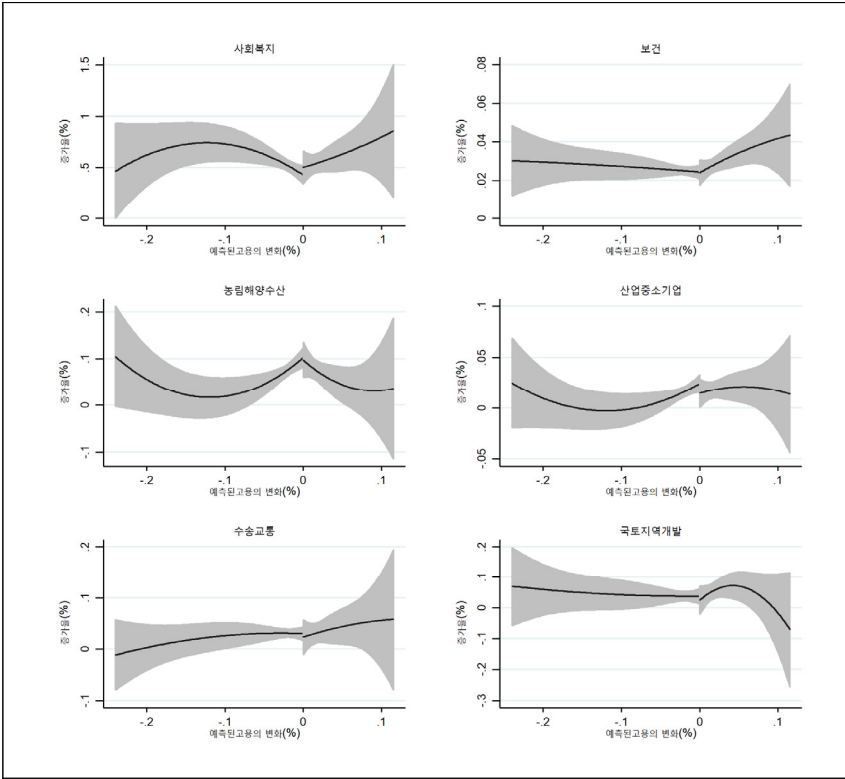 사회복지
1.5
1
.5
0
증가율(%)
-.2
-.1
0
.1
예측된고용의 변화(%)
보건
.08
.06
.04
.02
0
증가율(%)
-.2
-.1
0
.1
예측된고용의 변화(%)
농림해양수산
.2
.1
0
-.1
증가율(%)
-.2
-.1
0
.1
예측된고용의 변화(%)
산업중소기업
.1
.05
0
-.05
증가율(%)
-.2
-.1
0
.1
예측된고용의 변화(%)
수송교통
.2
.1
0
-.1
증가율(%)
-.2
-.1
0
.1
예측된고용의 변화(%)
국토지역개발
.2
.1
0
-.1
-.2
-.3
증가율(%)
-.2
-.1
0
.1
예측된고용의 변화(%)